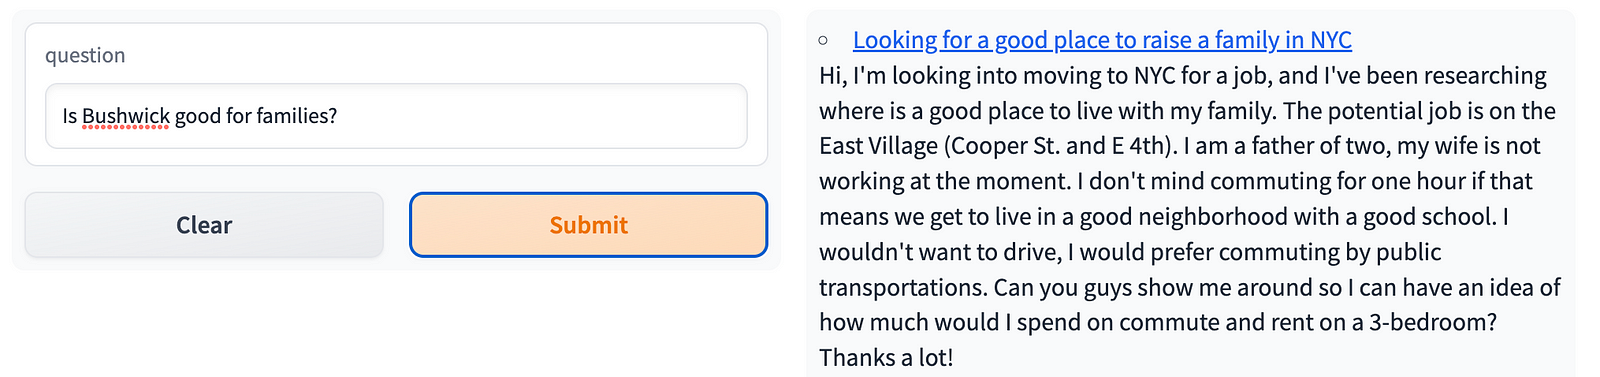 question
Is Bushwick good for families?
Clear
Submit
Looking for a good place to raise a family in NYC
Hi, I'm looking into moving to NYC for a job, and I've been researching
where is a good place to live with my family. The potential job is on the
East Village (Cooper St. and E 4th). I am a father of two, my wife is not
working at the moment. I don't mind commuting for one hour if that
means we get to live in a good neighborhood with a good school. I
wouldn't want to drive, I would prefer commuting by public
transportations. Can you guys show me around so I can have an idea of
how much would I spend on commute and rent on a 3-bedroom?
Thanks a lot!